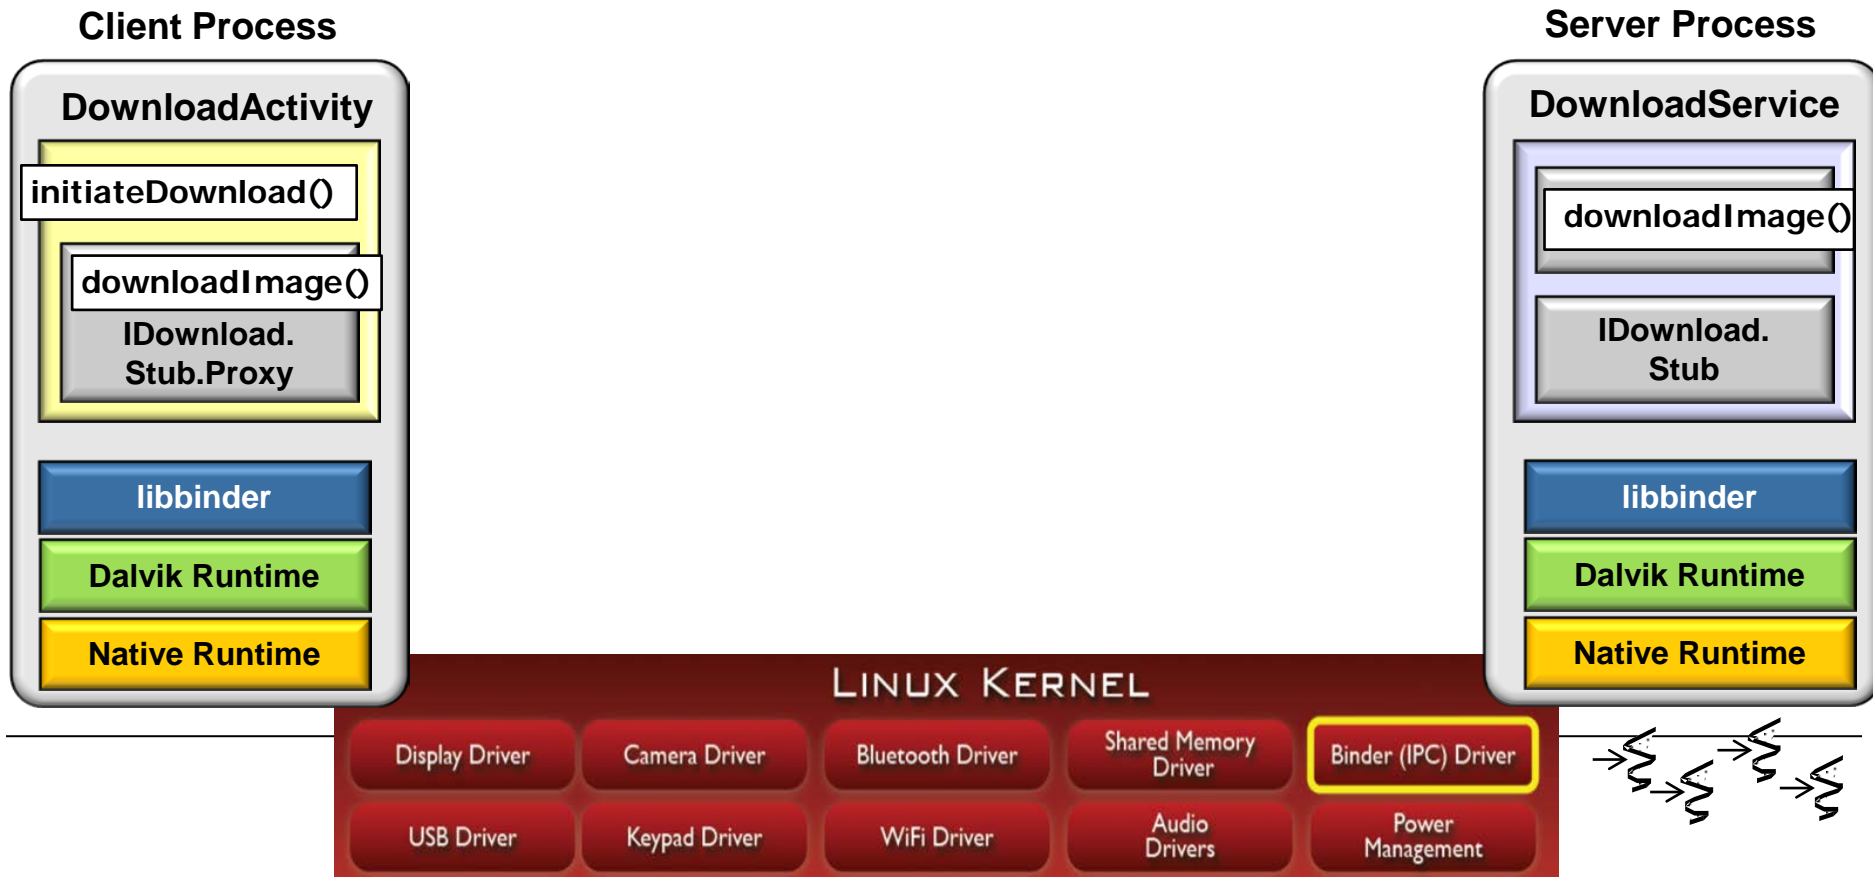 Client Process
DownloadActivity
initiateDownload()
downloadImage()
IDownload.
Stub.Proxy
libbinder
Dalvik Runtime
Native Runtime
Server Process
DownloadService
downloadImage()
IDownload.
Stub
libbinder
Dalvik Runtime
Native Runtime
LINUX KERNEL
Display Driver
Camera Driver
Bluetooth Driver
Shared Memory
Driver
Binder (IPC) Driver
USB Driver
Keypad Driver
WiFi Driver
Audio
Drivers
Power
Management